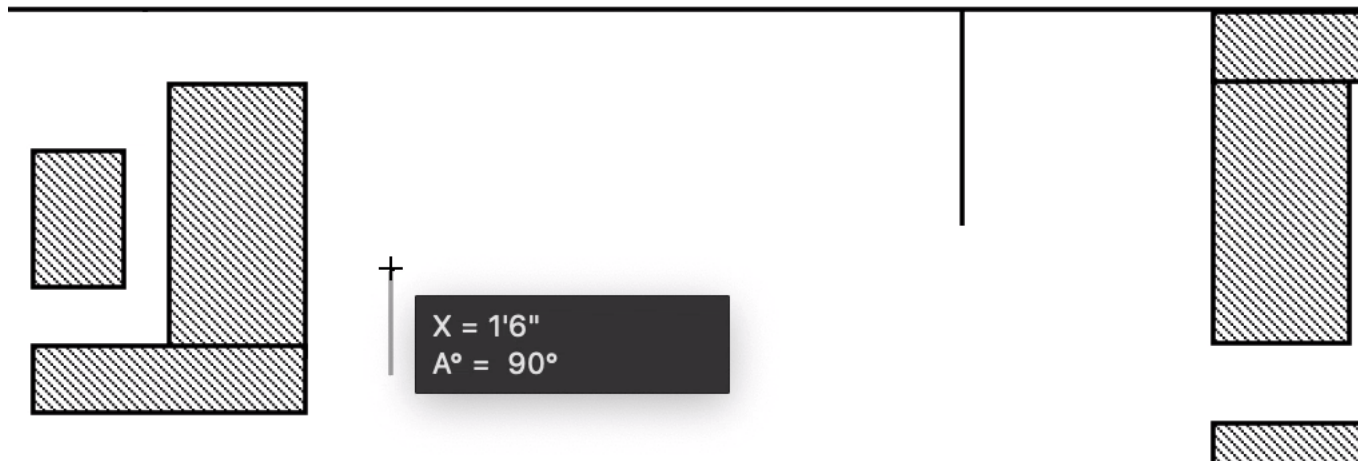 X = 1'6"
A° = 90°